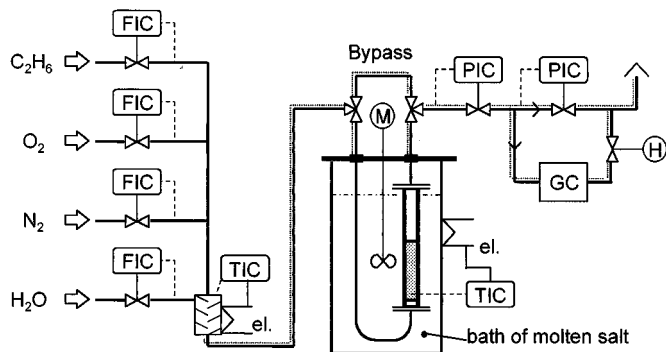 FIC
C₂H₆
Bypass
PIC
PIC
FIC
M
O₂
H
FIC
GC
N₂
el.
FIC
TIC
TIC
H₂O
el.
bath of molten salt